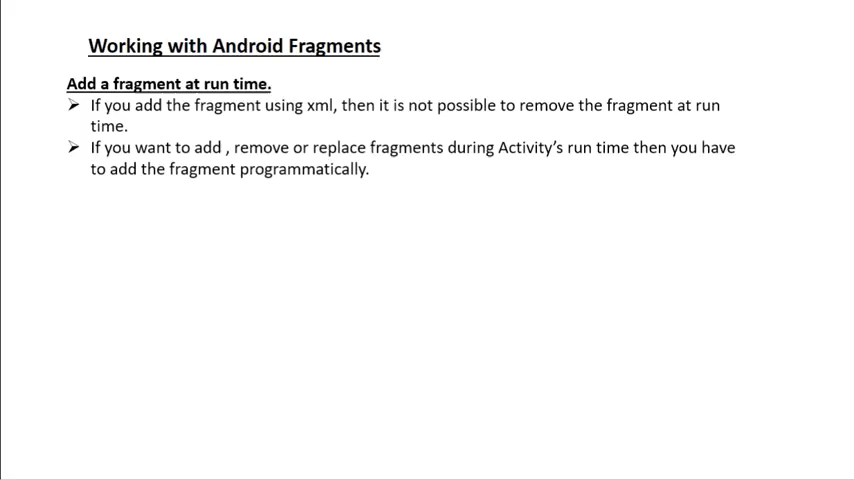 Working with Android Fragments
Add a fragment at run time.
➢ If you add the fragment using xml, then it is not possible to remove the fragment at run
time.
➢ If you want to add , remove or replace fragments during Activity’s run time then you have
to add the fragment programmatically.